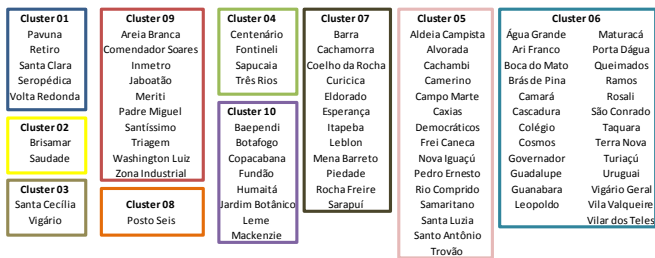 Cluster 01
Pavuna
Retiro
Santa Clara
Seropédica
Volta Redonda
Cluster 02
Brisamar
Saudade
Cluster 03
Santa Cecília
Vigário
Cluster 09
Areia Branca
Comendador Soares
Inmetro
Jaboatão
Meriti
Padre Miguel
Santíssimo
Triagem
Washington Luiz
Zona Industrial
Cluster 08
Posto Seis
Cluster 04
Centenário
Fontineli
Sapucaia
Três Rios
Cluster 10
Baependi
Botafogo
Copacabana
Fundão
Humaitá
Jardim Botânico
Leme
Mackenzie
Cluster 07
Barra
Cachamorra
Coelho da Rocha
Curicica
Eldorado
Esperança
Itapeba
Leblon
Mena Barreto
Piedade
Rocha Freire
Sarapuí
Cluster 05
Aldeia Campista
Alvorada
Cachambi
Camerino
Campo Marte
Caxias
Democráticos
Frei Caneca
Nova Iguaçú
Pedro Ernesto
Rio Comprido
Samaritano
Santa Luzia
Santo Antônio
Trovão
Cluster 06
Água Grande
Ari Franco
Boca do Mato
Brás de Pina
Camará
Cascadura
Colégio
Cosmos
Governador
Guadalupe
Guanabara
Leopoldo
Maturacá
Porta Dágua
Queimados
Ramos
Rosali
São Conrado
Taquara
Terra Nova
Turiaçú
Uruguai
Vigário Geral
Vila Valqueire
Vilar dos Teles